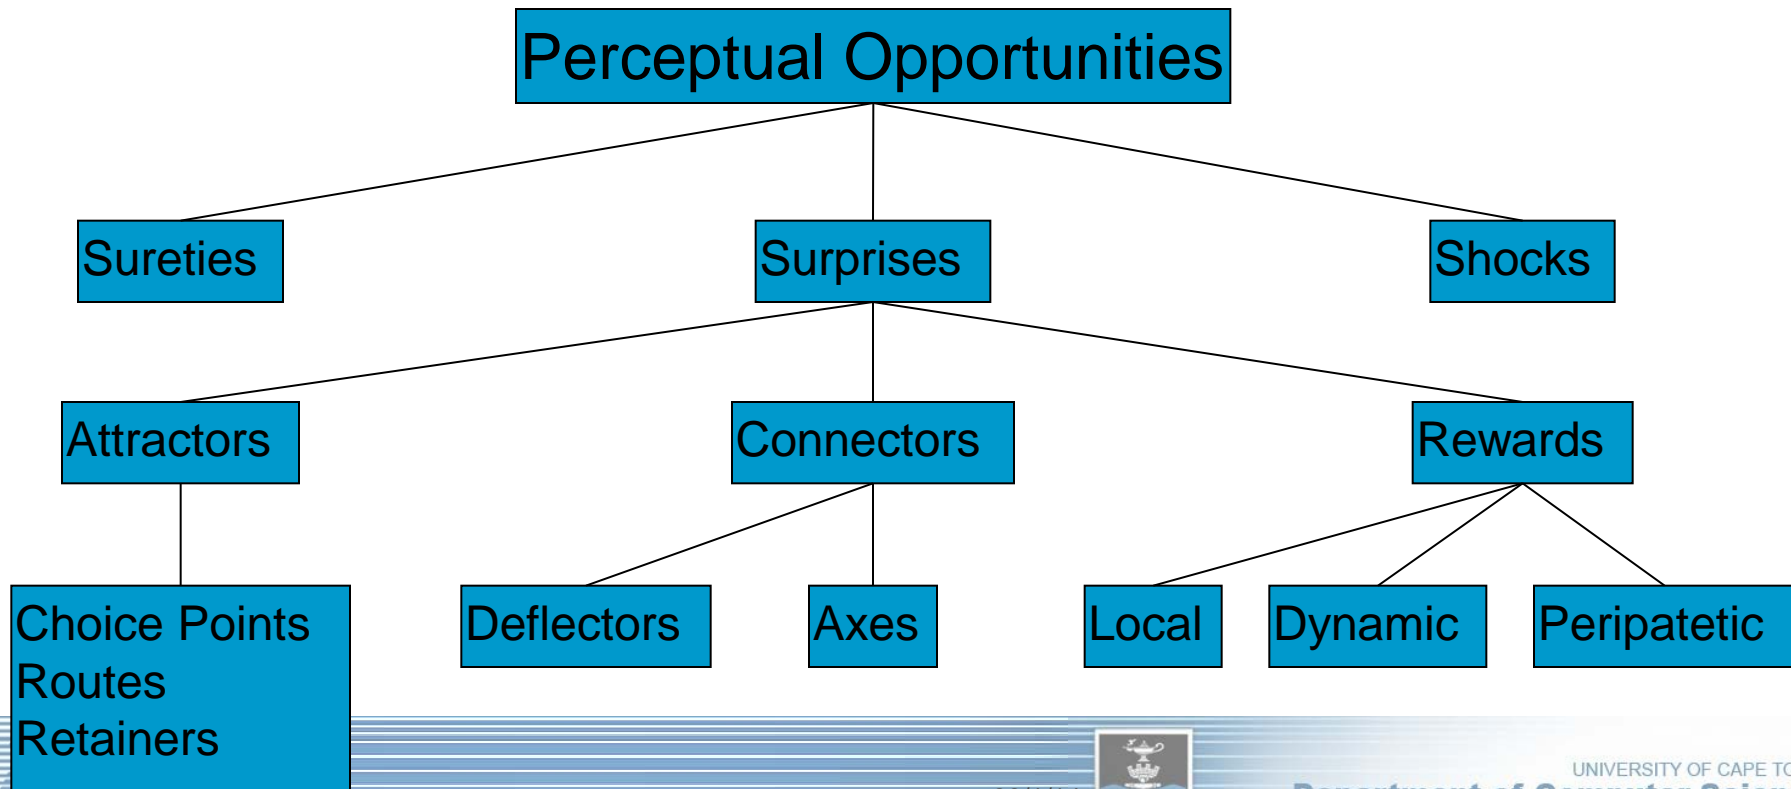 Perceptual Opportunities
Sureties
Surprises
Shocks
Attractors
Connectors
Rewards
Choice Points
Routes
Retainers
Deflectors
Axes
Local
Dynamic
Peripatetic
UNIVERSITY OF CAPE